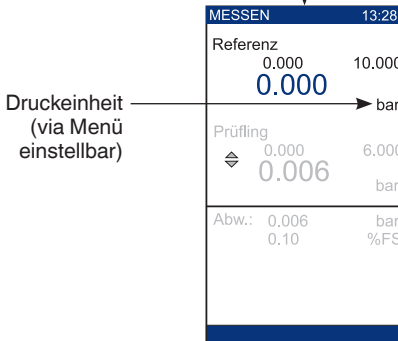 MESSEN 13:28
Referenz
0.000 10.000
0.000
bar
Druckeinheit
(via Menü
einstellbar)
Prüfling
0.000 6.000
0.006
bar
Abw.: 0.006 bar
0.10 %FS